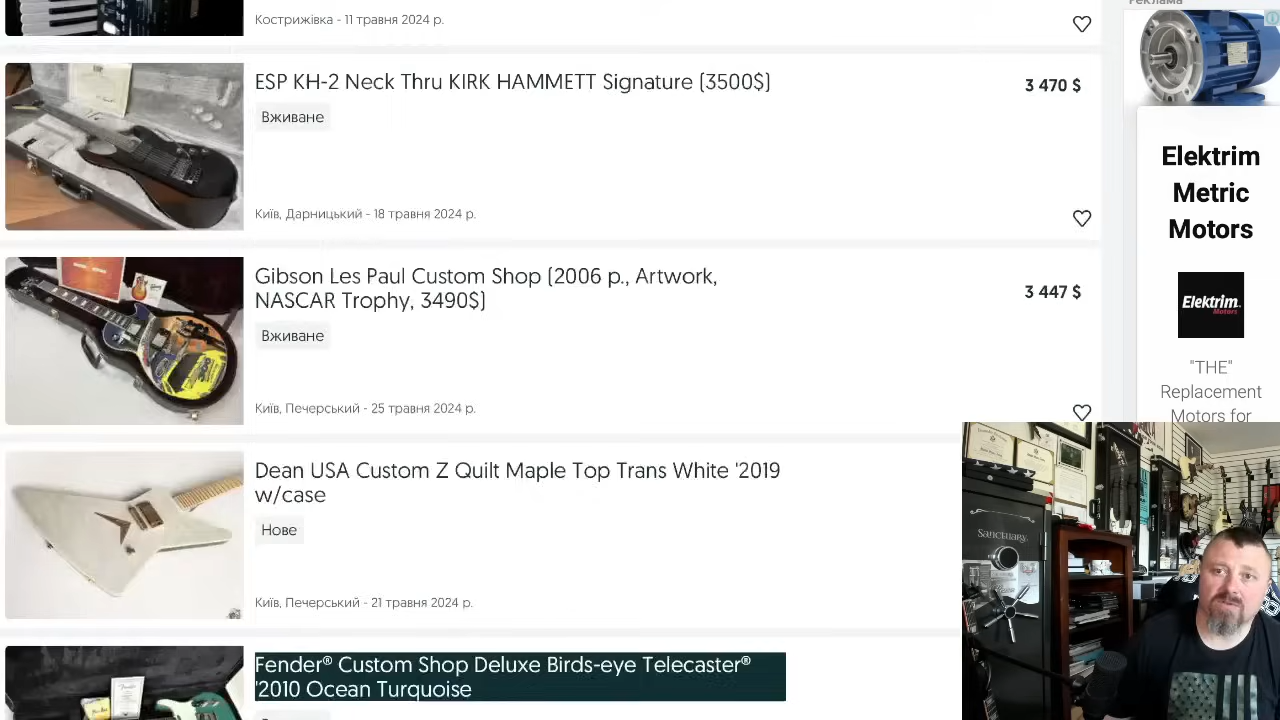 Реклама
Кострижівка - 11 травня 2024 р.
ESP KH-2 Neck Thru KIRK HAMMETT Signature (3500$)
3 470 $
Вживане
Київ, Дарницький - 18 травня 2024 р.
Gibson Les Paul Custom Shop (2006 р., Artwork,
NASCAR Trophy, 3490$)
3 447 $
Вживане
Київ, Печерський - 25 травня 2024 р.
Dean USA Custom Z Quilt Maple Top Trans White '2019
w/case
Нове
Київ, Печерський - 21 травня 2024 р.
Fender® Custom Shop Deluxe Birds-eye Telecaster®
'2010 Ocean Turquoise
Elektrim
Metric
Motors
Elektrim
Motors
"THE"
Replacement
Motors for
Sanctuary